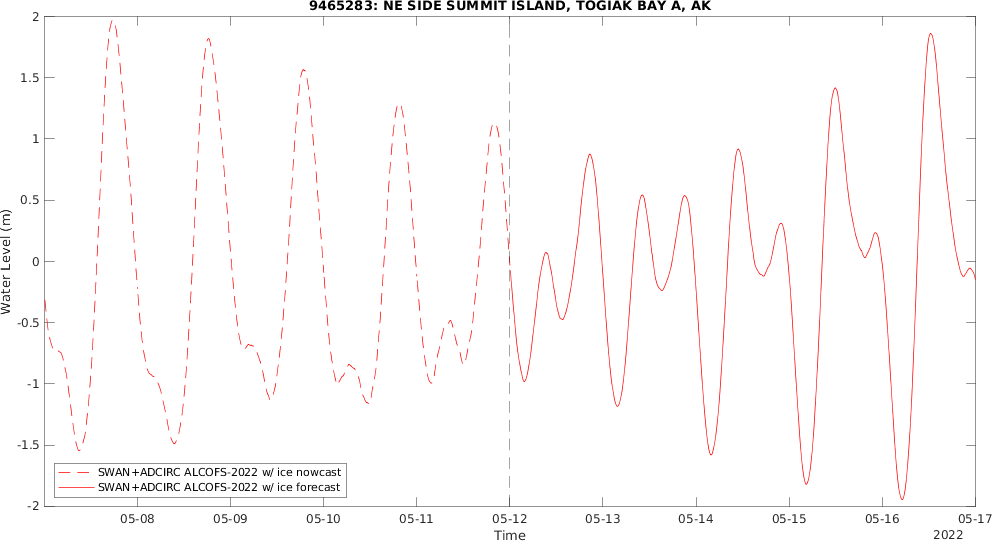 9465283: NE SIDE SUMMIT ISLAND, TOGIAK BAY A, AK
2
1.5
1
0.5
0
-0.5
-1
-1.5
-2
Water Level (m)
SWAN+ADCIRC ALCOFS-2022 w/ ice nowcast
SWAN+ADCIRC ALCOFS-2022 w/ ice forecast
05-08 05-09 05-10 05-11 05-12 05-13 05-14 05-15 05-16 05-17
Time
2022